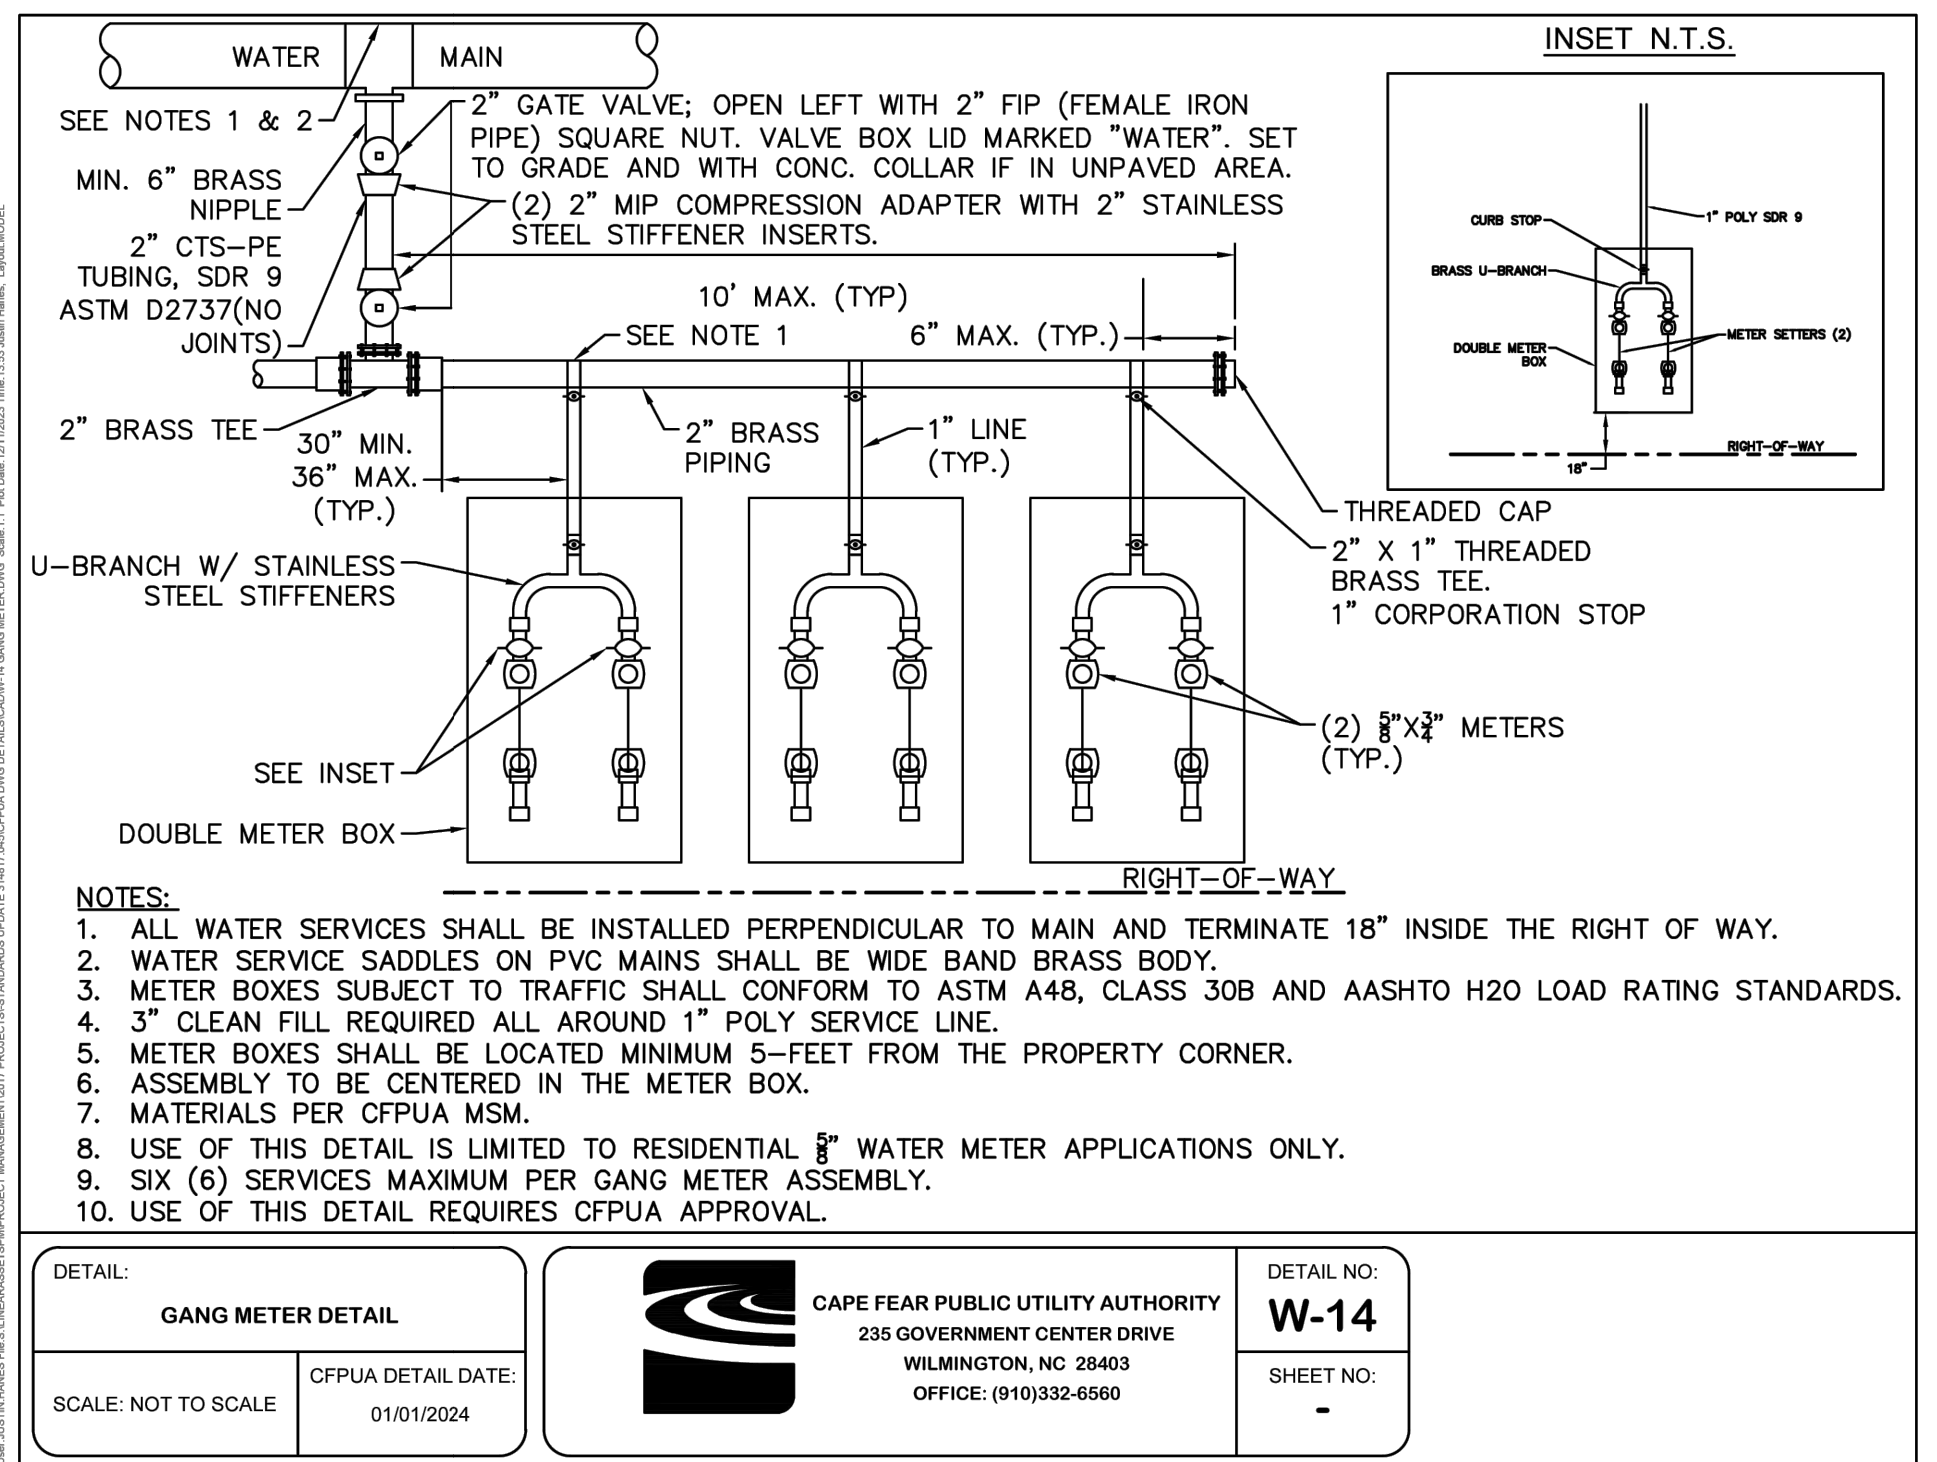 INSET N.T.S.
WATER MAIN
SEE NOTES 1 & 2
2” GATE VALVE; OPEN LEFT WITH 2” FIP (FEMALE IRON
PIPE) SQUARE NUT. VALVE BOX LID MARKED ”WATER”. SET
TO GRADE AND WITH CONC. COLLAR IF IN UNPAVED AREA.
MIN. 6” BRASS
NIPPLE
(2) 2” MIP COMPRESSION ADAPTER WITH 2” STAINLESS
STEEL STIFFENER INSERTS.
2” CTS–PE
TUBING, SDR 9
ASTM D2737(NO
JOINTS)
10’ MAX. (TYP)
SEE NOTE 1
6” MAX. (TYP.)
CURB STOP
1” POLY SDR 9
BRASS U–BRANCH
METER SETTERS (2)
DOUBLE METER
BOX
RIGHT–OF–WAY
18”
2” BRASS TEE
30” MIN.
36” MAX.
(TYP.)
2” BRASS
PIPING
1” LINE
(TYP.)
THREADED CAP
2” X 1” THREADED
BRASS TEE.
1” CORPORATION STOP
U–BRANCH W/ STAINLESS
STEEL STIFFENERS
SEE INSET
(2) 5/8”X3/4” METERS
(TYP.)
DOUBLE METER BOX
RIGHT–OF–WAY
NOTES:
1. ALL WATER SERVICES SHALL BE INSTALLED PERPENDICULAR TO MAIN AND TERMINATE 18” INSIDE THE RIGHT OF WAY.
2. WATER SERVICE SADDLES ON PVC MAINS SHALL BE WIDE BAND BRASS BODY.
3. METER BOXES SUBJECT TO TRAFFIC SHALL CONFORM TO ASTM A48, CLASS 30B AND AASHTO H20 LOAD RATING STANDARDS.
4. 3” CLEAN FILL REQUIRED ALL AROUND 1” POLY SERVICE LINE.
5. METER BOXES SHALL BE LOCATED MINIMUM 5–FEET FROM THE PROPERTY CORNER.
6. ASSEMBLY TO BE CENTERED IN THE METER BOX.
7. MATERIALS PER CFPUA MSM.
8. USE OF THIS DETAIL IS LIMITED TO RESIDENTIAL 5/8” WATER METER APPLICATIONS ONLY.
9. SIX (6) SERVICES MAXIMUM PER GANG METER ASSEMBLY.
10. USE OF THIS DETAIL REQUIRES CFPUA APPROVAL.
DETAIL:
GANG METER DETAIL
SCALE: NOT TO SCALE
CFPUA DETAIL DATE:
01/01/2024
CAPE FEAR PUBLIC UTILITY AUTHORITY
235 GOVERNMENT CENTER DRIVE
WILMINGTON, NC 28403
OFFICE: (910)332-6560
DETAIL NO:
W-14
SHEET NO:
-